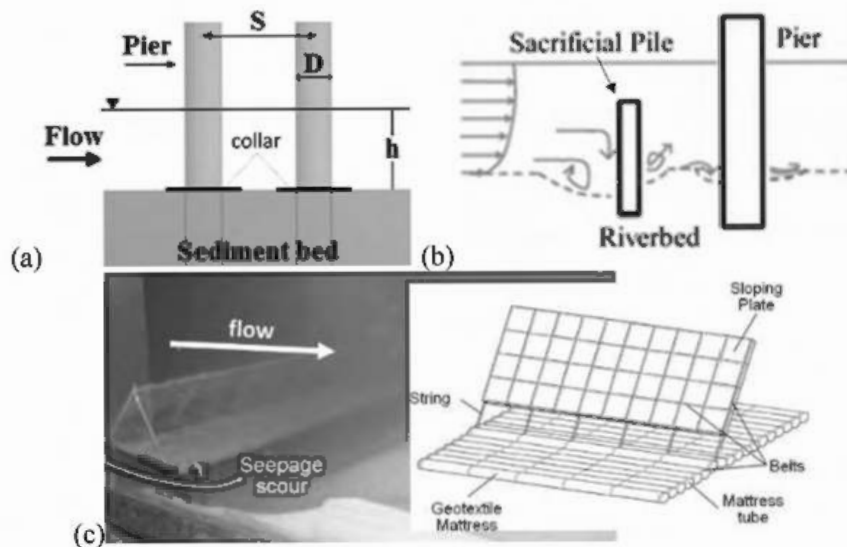 S
Pier
D
Flow
collar
h
Sediment bed
(a)
Sacrificial Pile
Pier
Riverbed
(b)
flow
Seepage
scour
(c)
Sloping
Plate
String
Belts
Geotextile
Mattress
Mattress
tube